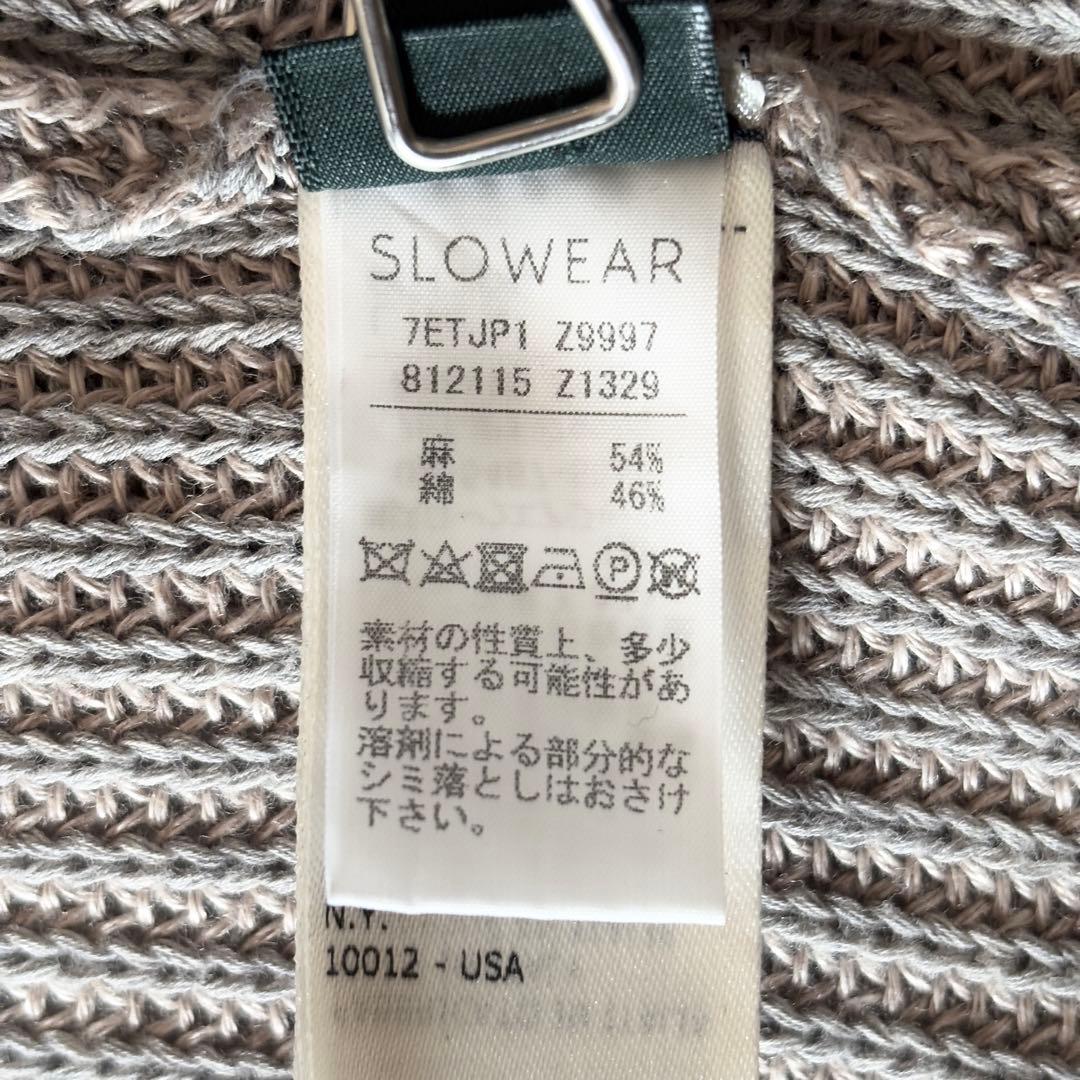 SLOWEAR
7ETJP1 Z9997
812115 Z1329
麻 54%
綿 46%
P
W
素材の性質上、多少
収縮する可能性があ
ります。
溶剤による部分的な
シミ落としはおさけ
下さい。
N.Y.
10012 - USA